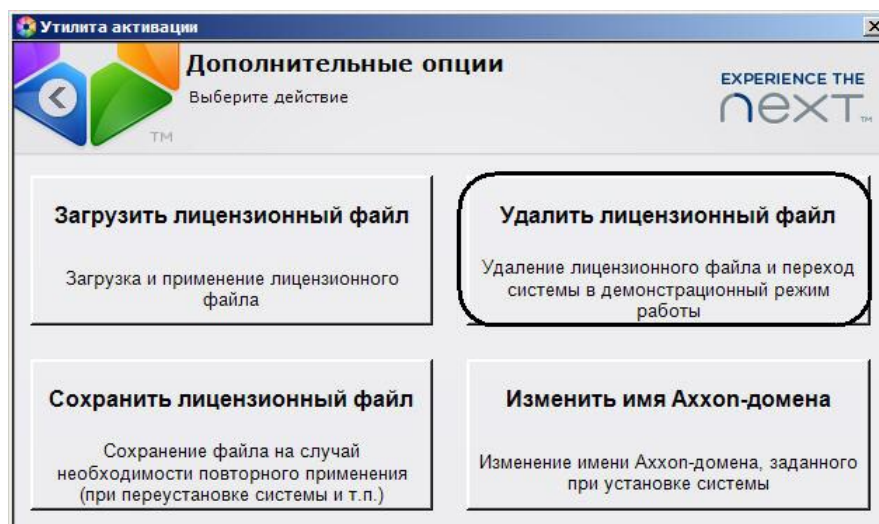 Утилита активации
Дополнительные опции
Выберите действие
EXPERIENCE THE
next™
TM
Загрузить лицензионный файл
Загрузка и применение лицензионного
файла
Удалить лицензионный файл
Удаление лицензионного файла и переход
системы в демонстрационный режим
работы
Сохранить лицензионный файл
Сохранение файла на случай
необходимости повторного применения
(при переустановке системы и т.п.)
Изменить имя Axxon-домена
Изменение имени Axxon-домена, заданного
при установке системы